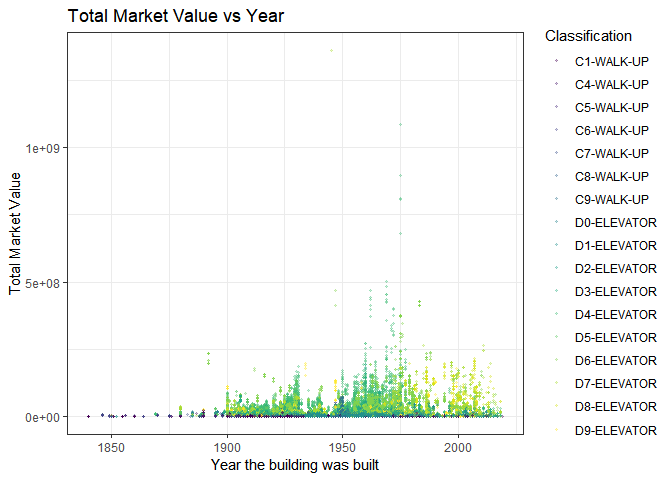 Total Market Value vs Year
Total Market Value
1e+09
5e+08
0e+00
1850
1900
1950
2000
Year the building was built
Classification
C1-WALK-UP
C4-WALK-UP
C5-WALK-UP
C6-WALK-UP
C7-WALK-UP
C8-WALK-UP
C9-WALK-UP
D0-ELEVATOR
D1-ELEVATOR
D2-ELEVATOR
D3-ELEVATOR
D4-ELEVATOR
D5-ELEVATOR
D6-ELEVATOR
D7-ELEVATOR
D8-ELEVATOR
D9-ELEVATOR